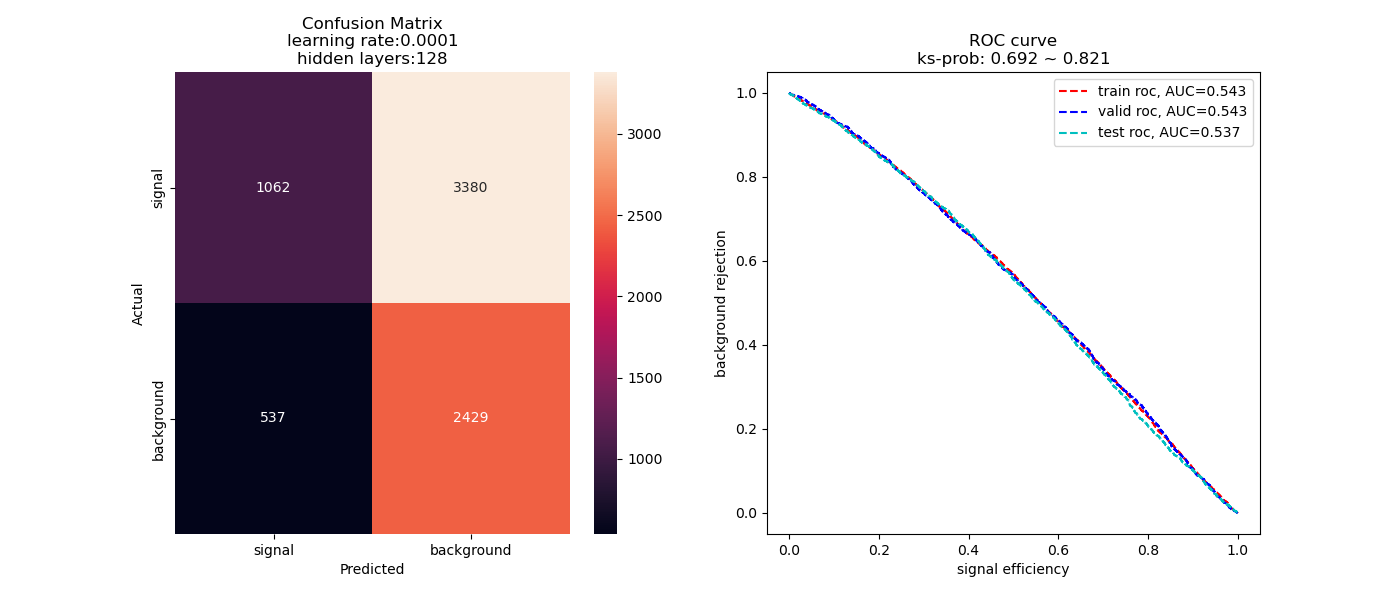 Confusion Matrix
learning rate:0.0001
hidden layers:128
signal
background
Actual
1062
3380
537
2429
signal
background
Predicted
3000
2500
2000
1500
1000
ROC curve
ks-prob: 0.692 ~ 0.821
train roc, AUC=0.543
valid roc, AUC=0.543
test roc, AUC=0.537
background rejection
1.0
0.8
0.6
0.4
0.2
0.0
0.0
0.2
0.4
0.6
0.8
1.0
signal efficiency